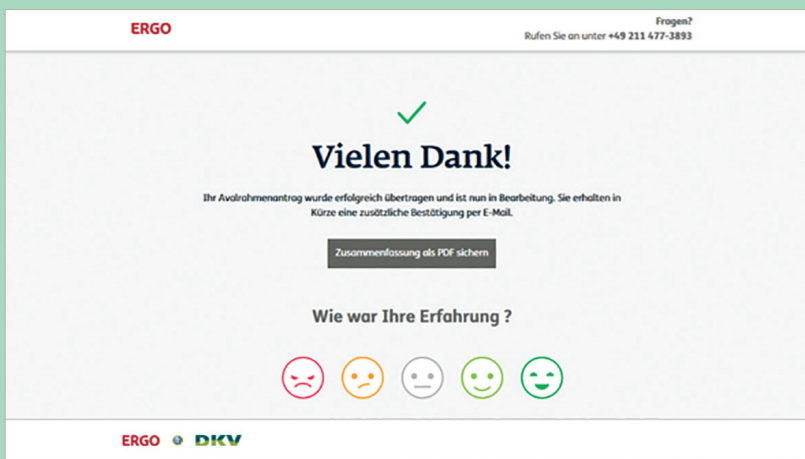 ERGO
Fragen?
Rufen Sie an unter +49 211 477-3893
Vielen Dank!
Ihr Avalrahmenantrag wurde erfolgreich übertragen und ist nun in Bearbeitung. Sie erhalten in
Kürze eine zusätzliche Bestätigung per E-Mail.
Zusammenfassung als PDF sichern
Wie war Ihre Erfahrung ?
ERGO DKV